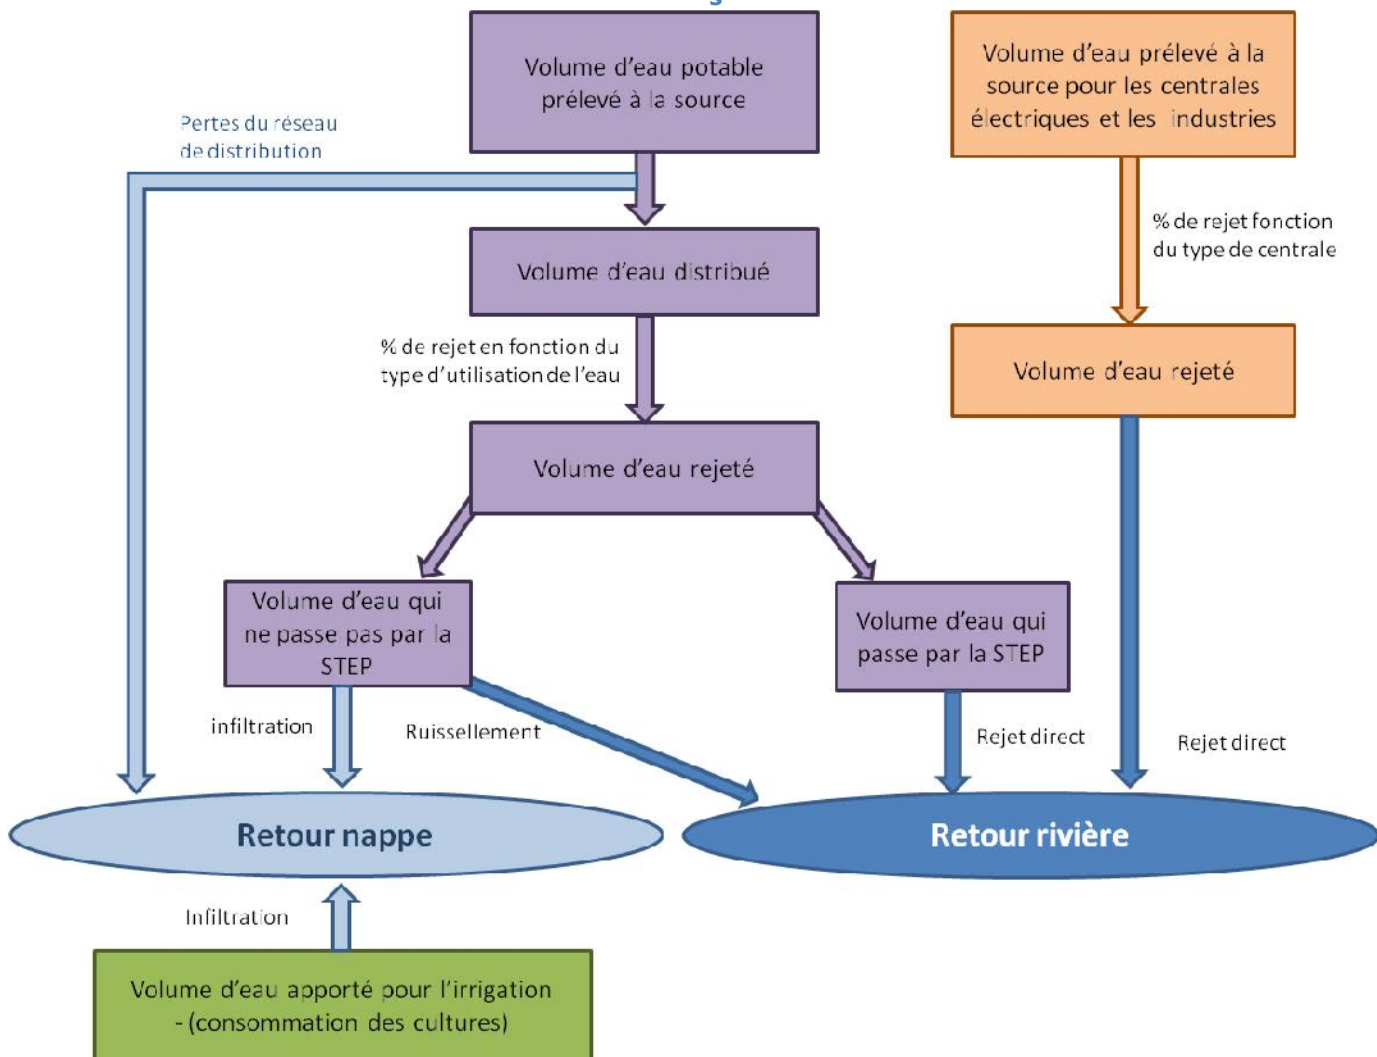 Volume d'eau potable
prélevé à la source
Volume d'eau prélevé à la
source pour les centrales
électriques et les industries
Pertes du réseau
de distribution
% de rejet fonction
du type de centrale
Volume d'eau distribué
% de rejet en fonction du
type d'utilisation de l'eau
Volume d'eau rejeté
Volume d'eau rejeté
Volume d'eau qui
ne passe pas par la
STEP
Volume d'eau qui
passe par la STEP
infiltration
Ruissellement
Rejet direct
Rejet direct
Retour nappe
Retour rivière
Infiltration
Volume d'eau apporté pour l'irrigation
- (consommation des cultures)